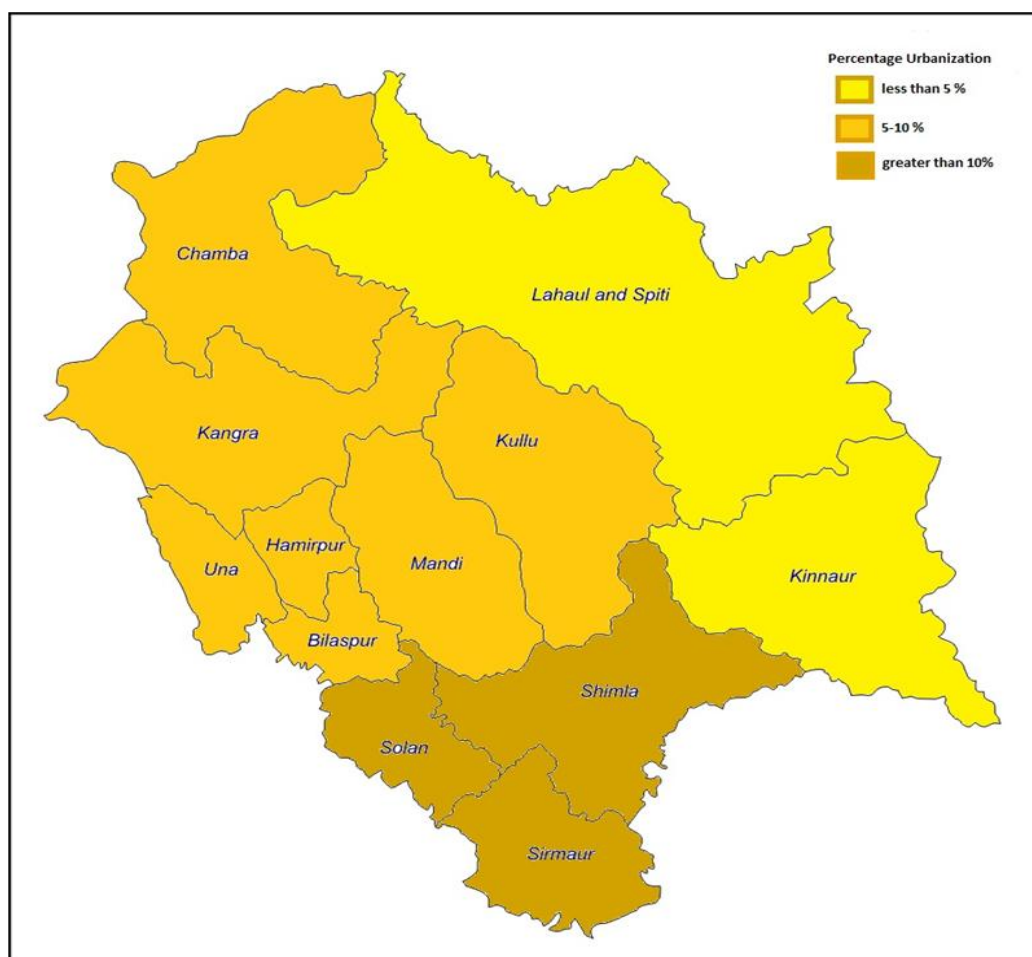 Percentage Urbanization
less than 5 %
5-10 %
greater than 10%
Chamba
Lahaul and Spiti
Kangra
Kullu
Hamirpur
Una
Mandi
Kinnaur
Bilaspur
Shimla
Solan
Sirmaur